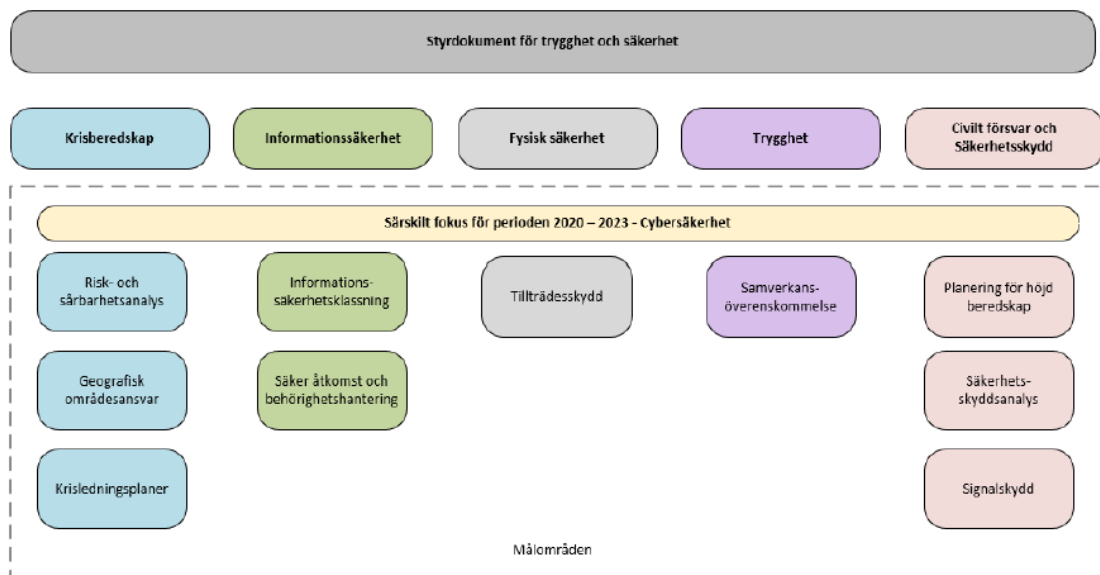 Styrdokument för trygghet och säkerhet
Krisberedskap
Informationssäkerhet
Fysisk säkerhet
Trygghet
Civilt försvar och
Säkerhetsskydd
Särskilt fokus för perioden 2020 – 2023 - Cybersäkerhet
Risk- och
sårbarhetsanalys
Informations-
säkerhetsklassning
Tillträdesskydd
Samverkans-
överenskommelse
Planering för höjd
beredskap
Geografisk
områdesansvar
Säker åtkomst och
behörighetshantering
Säkerhets-
skyddsanalys
Krisledningsplaner
Signalskydd
Målområden